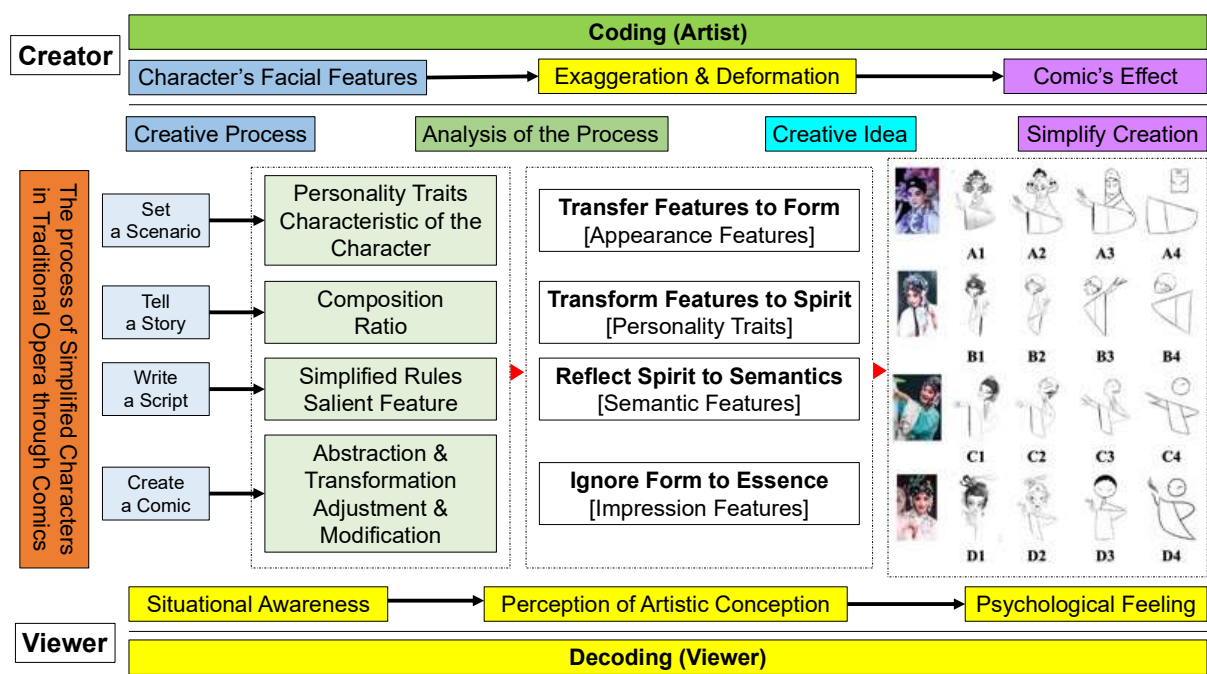 Creator
Coding (Artist)
Character's Facial Features
Exaggeration & Deformation
Comic's Effect
Creative Process
Analysis of the Process
Creative Idea
Simplify Creation
The process of Simplified Characters
in Traditional Opera through Comics
Set
a Scenario
Personality Traits
Characteristic of the
Character
Transfer Features to Form
[Appearance Features]
A1 A2 A3 A4
Tell
a Story
Composition
Ratio
Transform Features to Spirit
[Personality Traits]
B1 B2 B3 B4
Write
a Script
Simplified Rules
Salient Feature
Reflect Spirit to Semantics
[Semantic Features]
C1 C2 C3 C4
Create
a Comic
Abstraction &
Transformation
Adjustment &
Modification
Ignore Form to Essence
[Impression Features]
D1 D2 D3 D4
Situational Awareness
Perception of Artistic Conception
Psychological Feeling
Viewer
Decoding (Viewer)